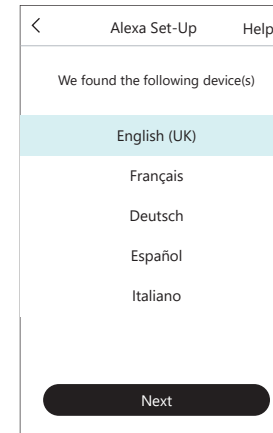 Alexa Set-Up Help
We found the following device(s)
English (UK)
Français
Deutsch
Español
Italiano
Next